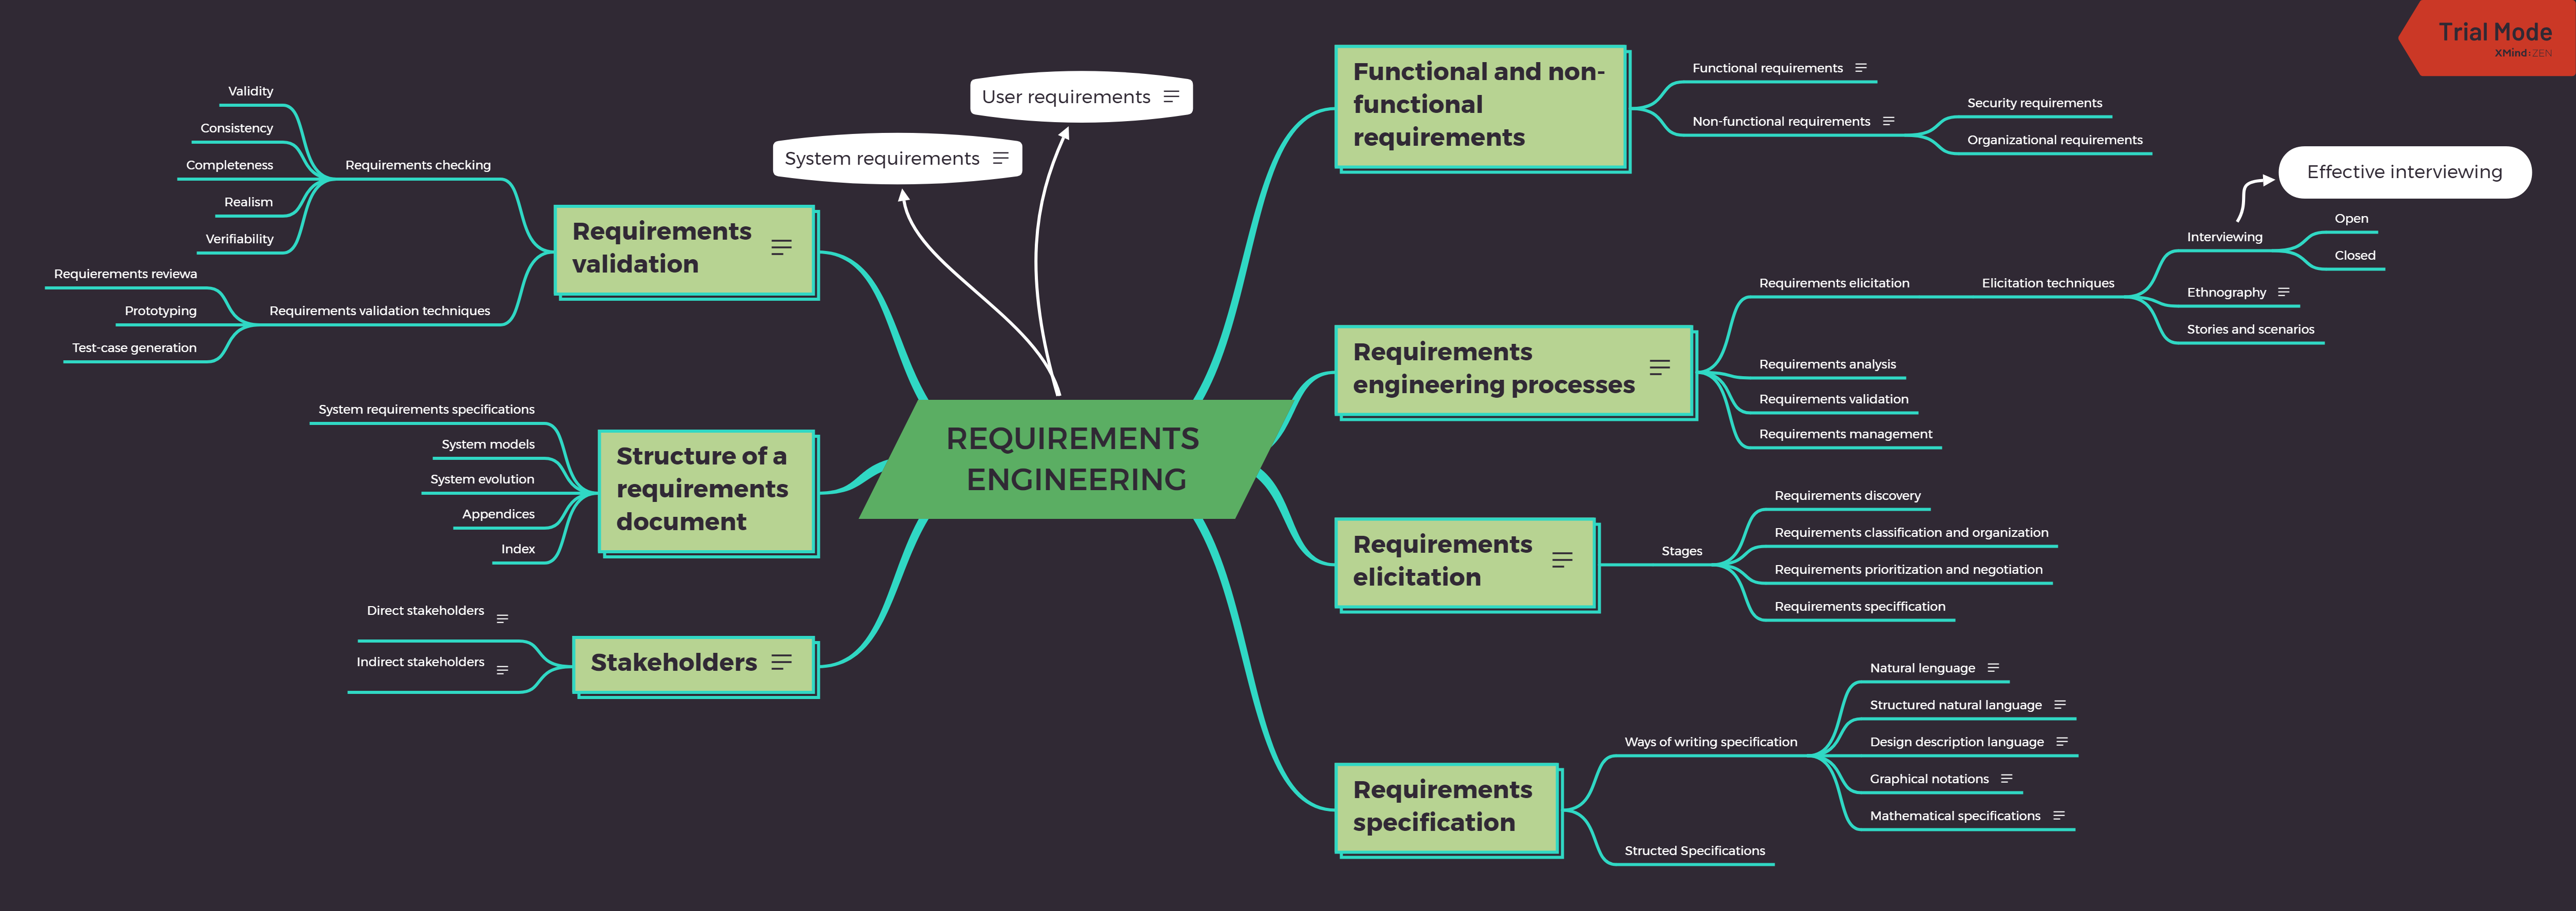 Trial Mode
XMind:ZEN
REQUIREMENTS
ENGINEERING
User requirements
System requirements
Functional and non-
functional
requirements
Functional requirements
Non-functional requirements
Security requirements
Organizational requirements
Requirements
engineering processes
Requirements elicitation
Elicitation techniques
Interviewing
Effective interviewing
Open
Closed
Ethnography
Stories and scenarios
Requirements analysis
Requirements validation
Requirements management
Requirements
elicitation
Stages
Requirements discovery
Requirements classification and organization
Requirements prioritization and negotiation
Requirements speciffication
Requirements
specification
Ways of writing specification
Natural lenguage
Structured natural language
Design description language
Graphical notations
Mathematical specifications
Structed Specifications
Requirements
validation
Requirements checking
Validity
Consistency
Completeness
Realism
Verifiability
Requirements validation techniques
Requierements reviewa
Prototyping
Test-case generation
Structure of a
requirements
document
System requirements specifications
System models
System evolution
Appendices
Index
Stakeholders
Direct stakeholders
Indirect stakeholders